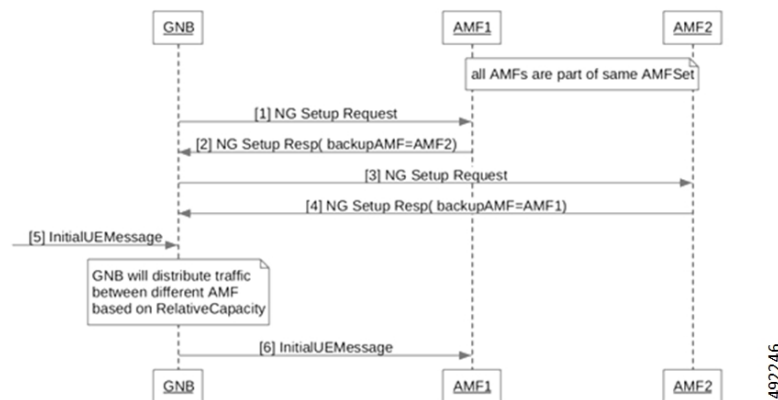 GNB
AMF1
AMF2
all AMFs are part of same AMFSet
[1] NG Setup Request
[2] NG Setup Resp( backupAMF=AMF2)
[3] NG Setup Request
[4] NG Setup Resp( backupAMF=AMF1)
[5] InitialUEMessage
GNB will distribute traffic
between different AMF
based on RelativeCapacity
[6] InitialUEMessage
GNB
AMF1
AMF2
492246